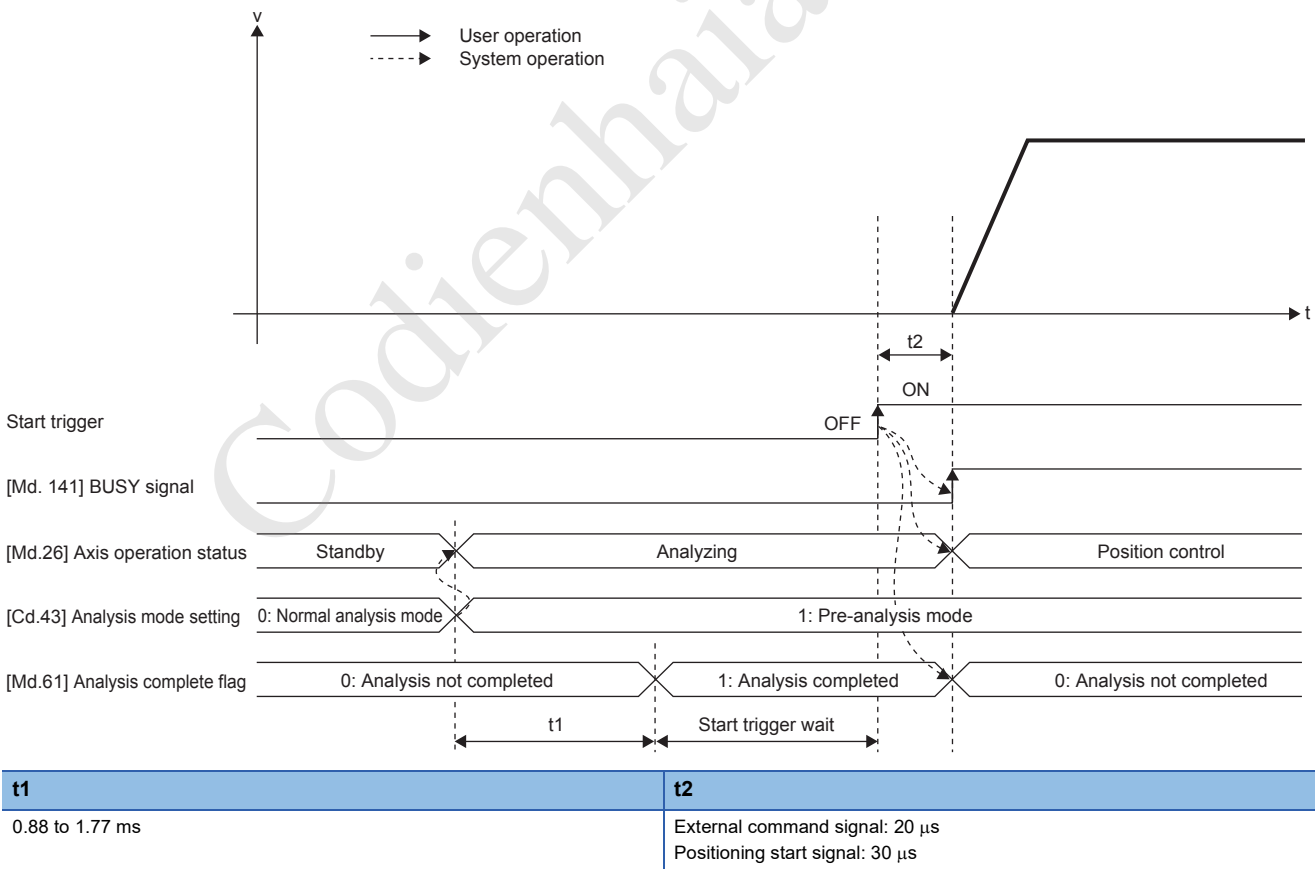 v
User operation
System operation
Codienhaia
t
t2
ON
Start trigger
OFF
[Md. 141] BUSY signal
[Md.26] Axis operation status
Standby
Analyzing
Position control
[Cd.43] Analysis mode setting
0: Normal analysis mode
1: Pre-analysis mode
[Md.61] Analysis complete flag
0: Analysis not completed
1: Analysis completed
0: Analysis not completed
t1
Start trigger wait
t1
t2
0.88 to 1.77 ms
External command signal: 20 μs
Positioning start signal: 30 μs